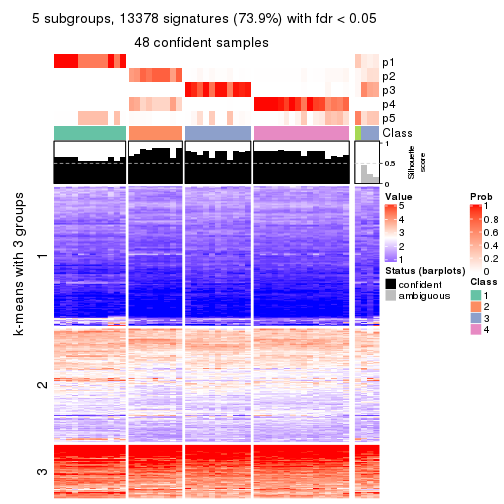 5 subgroups, 13378 signatures (73.9%) with fdr < 0.05
48 confident samples
p1
p2
p3
p4
p5
Class
1
0.5
0
Silhouette
score
k-means with 3 groups
1
2
3
Value
5
4
3
2
1
Status (barplots)
confident
ambiguous
Prob
1
0.8
0.6
0.4
0.2
0
Class
1
2
3
4